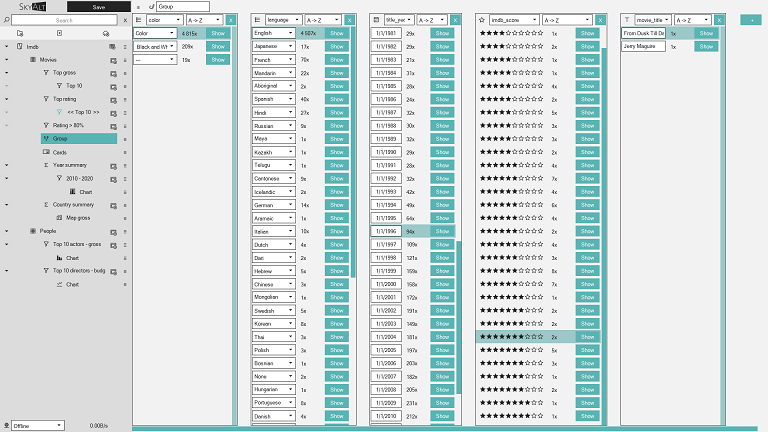 SKYALT
Save
Group
Search
imdb
Movies
Top gross
Top 10
Top rating
<< Top 10 >>
Rating > 80%
Group
Cards
Year summary
2010 - 2020
Chart
Country summary
Map gross
People
Top 10 actors - gross
Chart
Top 10 directors - budg
Chart
Offline
0.00B/s
color
A -> Z
X
Color 4 815x Show
Black and Wh 209x Show
--- 19x Show
language
A -> Z
X
English 4 507x Show
Japanese 17x Show
French 70x Show
Mandarin 22x Show
Aboriginal 2x Show
Spanish 40x Show
Hindi 27x Show
Russian 9x Show
Maya 1x Show
Kazakh 1x Show
Telugu 1x Show
Cantonese 9x Show
Icelandic 2x Show
German 14x Show
Aramaic 1x Show
Italian 10x Show
Dutch 4x Show
Dari 2x Show
Hebrew 5x Show
Chinese 3x Show
Mongolian 1x Show
Swedish 5x Show
Korean 8x Show
Thai 3x Show
Polish 3x Show
Bosnian 1x Show
None 2x Show
Hungarian 1x Show
Portuguese 8x Show
Danish 4x Show
title_yea
A -> Z
X
1/1/1981 29x Show
1/1/1982 29x Show
1/1/1983 21x Show
1/1/1984 31x Show
1/1/1985 28x Show
1/1/1986 24x Show
1/1/1987 32x Show
1/1/1988 30x Show
1/1/1989 32x Show
1/1/1990 29x Show
1/1/1991 28x Show
1/1/1992 32x Show
1/1/1993 42x Show
1/1/1994 49x Show
1/1/1995 64x Show
1/1/1996 94x Show
1/1/1997 109x Show
1/1/1998 121x Show
1/1/1999 159x Show
1/1/2000 158x Show
1/1/2001 172x Show
1/1/2002 191x Show
1/1/2003 149x Show
1/1/2004 181x Show
1/1/2005 197x Show
1/1/2006 203x Show
1/1/2007 182x Show
1/1/2008 205x Show
1/1/2009 231x Show
1/1/2010 212x Show
imdb_score
A -> Z
X
1x Show
2x Show
1x Show
1x Show
4x Show
2x Show
4x Show
3x Show
3x Show
2x Show
4x Show
7x Show
4x Show
6x Show
4x Show
5x Show
4x Show
6x Show
8x Show
7x Show
3x Show
2x Show
3x Show
2x Show
5x Show
3x Show
1x Show
2x Show
1x Show
1x Show
movie_title
A -> Z
X
From Dusk Till Da 1x Show
Jerry Maguire 1x Show
+